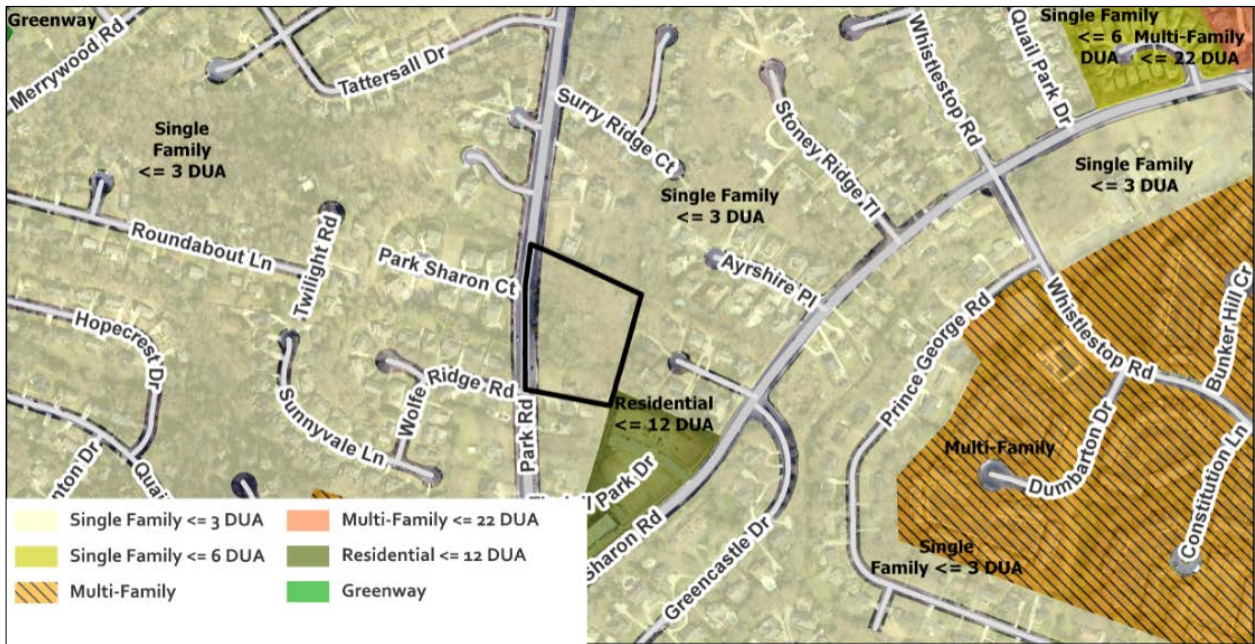 Greenway
Merrywood Rd
Tattersall Dr
Surry Ridge Ct
Stoney Ridge Tl
Whistlestop Rd
Quail Park Dr
Single Family
<= 6
DUA
Multi-Family
<= 22 DUA
Single
Family
<= 3 DUA
Single Family
<= 3 DUA
Single Family
<= 3 DUA
Roundabout Ln
Twilight Rd
Park Sharon Ct
Ayrshire Pl
Prince George Rd
Whistlestop Rd
Bunker Hill Cr
Hopecrest Dr
Sunnyvale Ln
Wolfe Ridge Rd
Park Rd
Residential
<= 12 DUA
Multi-Family
Dumbarton Dr
Constitution Ln
Park Dr
Sharon Rd
Greencastle Dr
Single
Family <= 3 DUA
Single Family <= 3 DUA
Multi-Family <= 22 DUA
Single Family <= 6 DUA
Residential <= 12 DUA
Multi-Family
Greenway